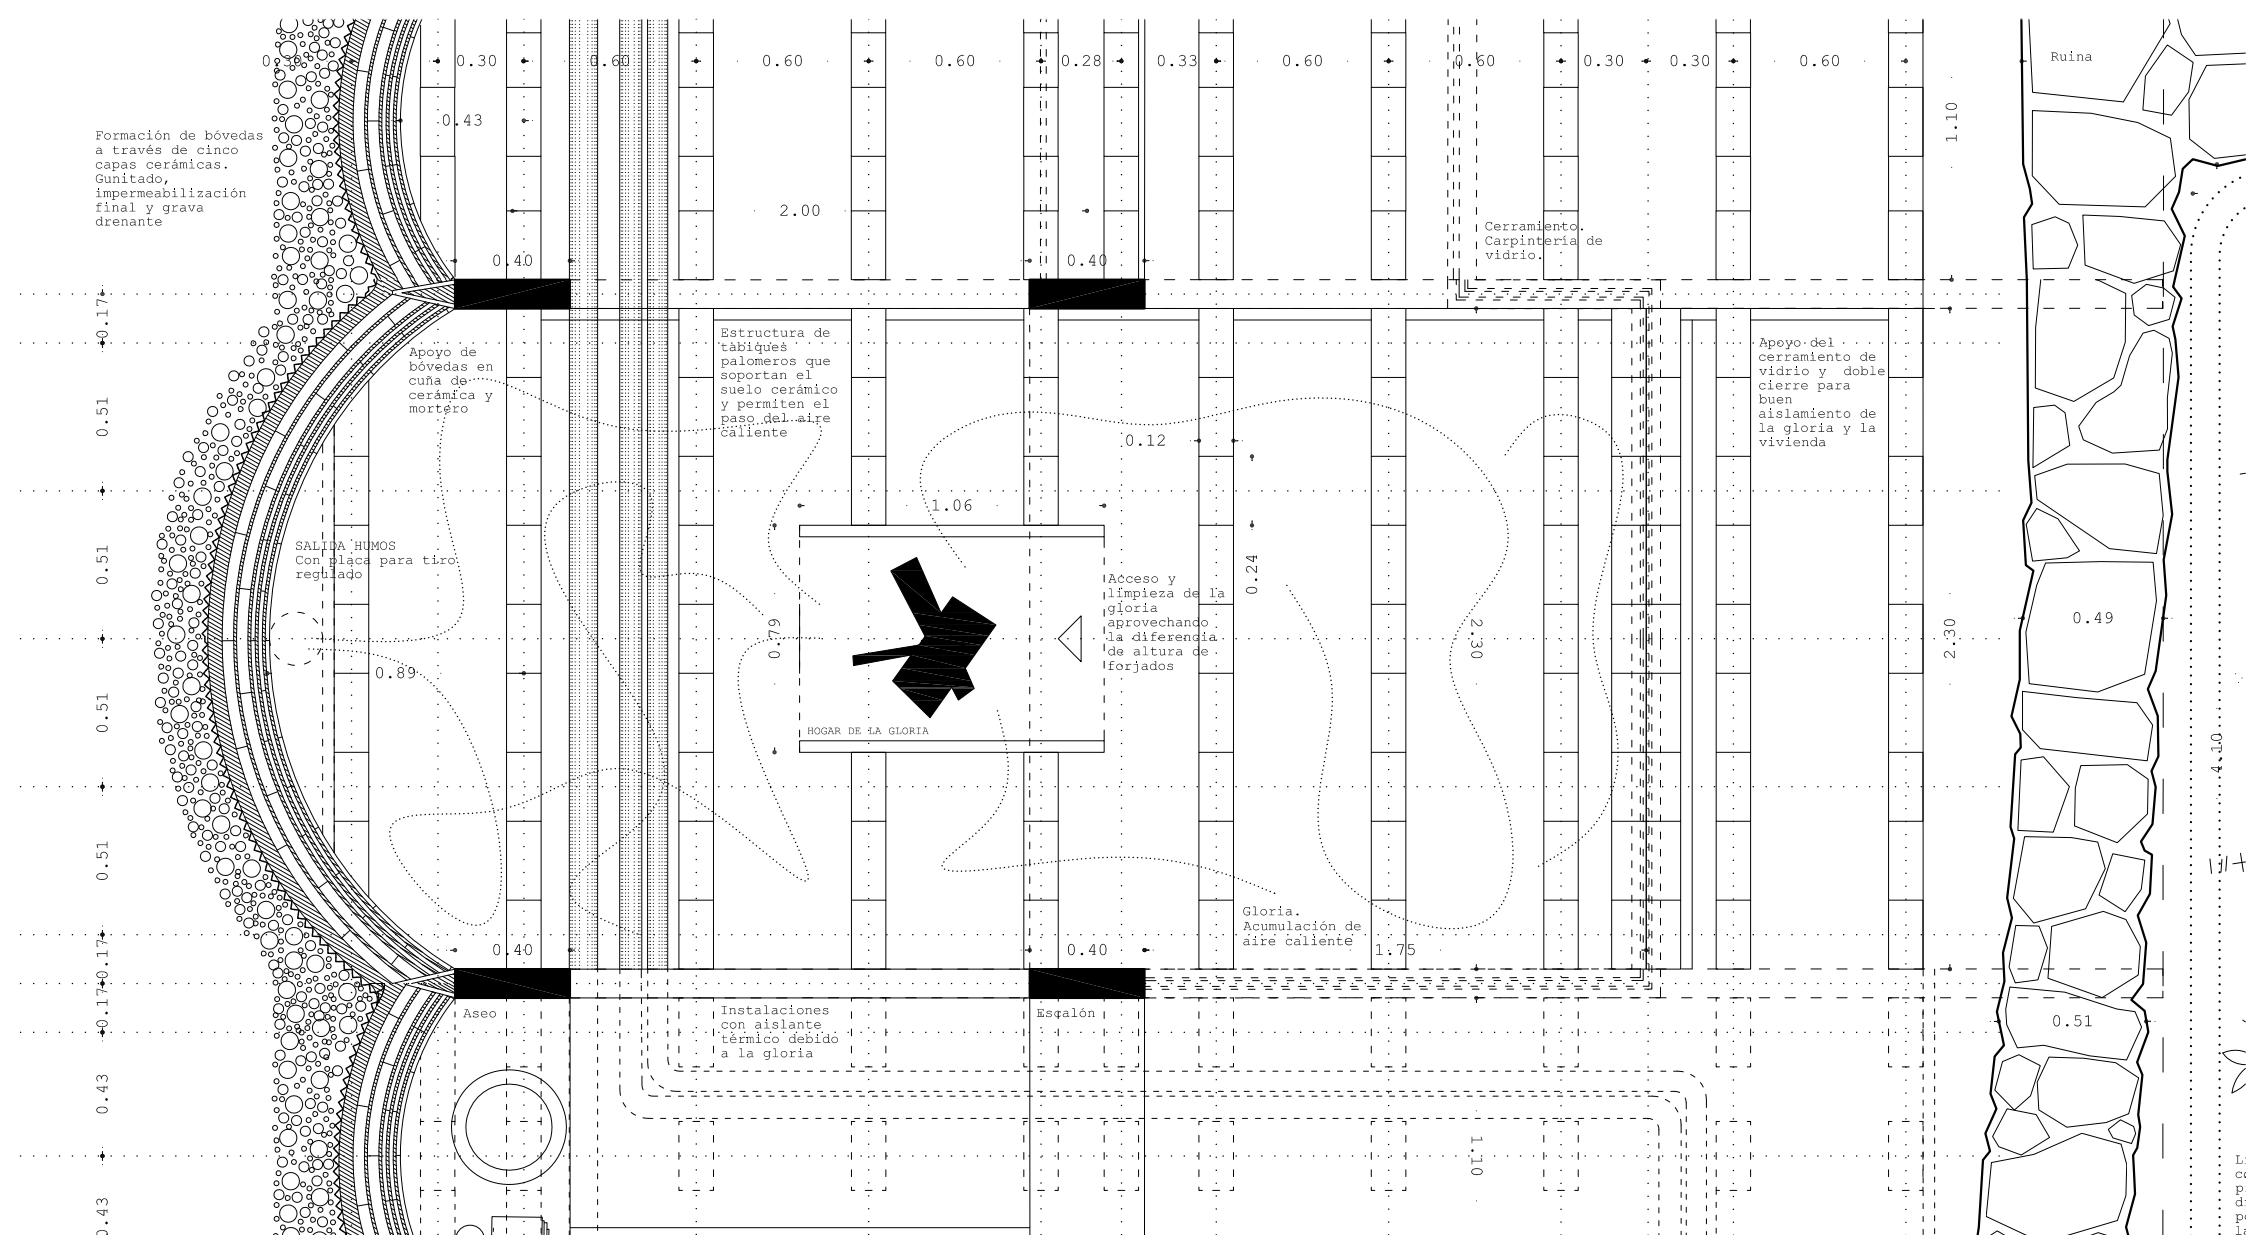 0.30
0.30
0.60
0.60
0.60
0.28
0.33
0.60
0.60
0.30
0.30
0.60
Ruina
0.43
1.10
Formación de bóvedas
a través de cinco
capas cerámicas.
Gunitado,
impermeabilización
final y grava
drenante
2.00
Cerramiento.
Carpintería de
vidrio.
0.40
0.40
0.17
Estructura de
tabiques
palomeros que
soportan el
suelo cerámico
y permiten el
paso del aire
caliente
Apoyo de
bóvedas en
cuña de
cerámica y
mortero
Apoyo del
cerramiento de
vidrio y  doble
cierre para
buen
aislamiento de
la gloria y la
vivienda
0.51
0.12
1.06
SALIDA HUMOS
Con placa para tiro
regulado
0.51
0.24
Acceso y
limpieza de la
gloria
aprovechando
la diferencia
de altura de
forjados
0.79
2.30
2.30
0.49
0.89
0.51
HOGAR DE LA GLORIA
4.10
0.51
Gloria.
Acumulación de
aire caliente
0.40
0.40
1.75
0.17
0.17
Aseo
Instalaciones
con aislante
térmico debido
a la gloria
Escalón
0.51
0.43
1.10
0.43